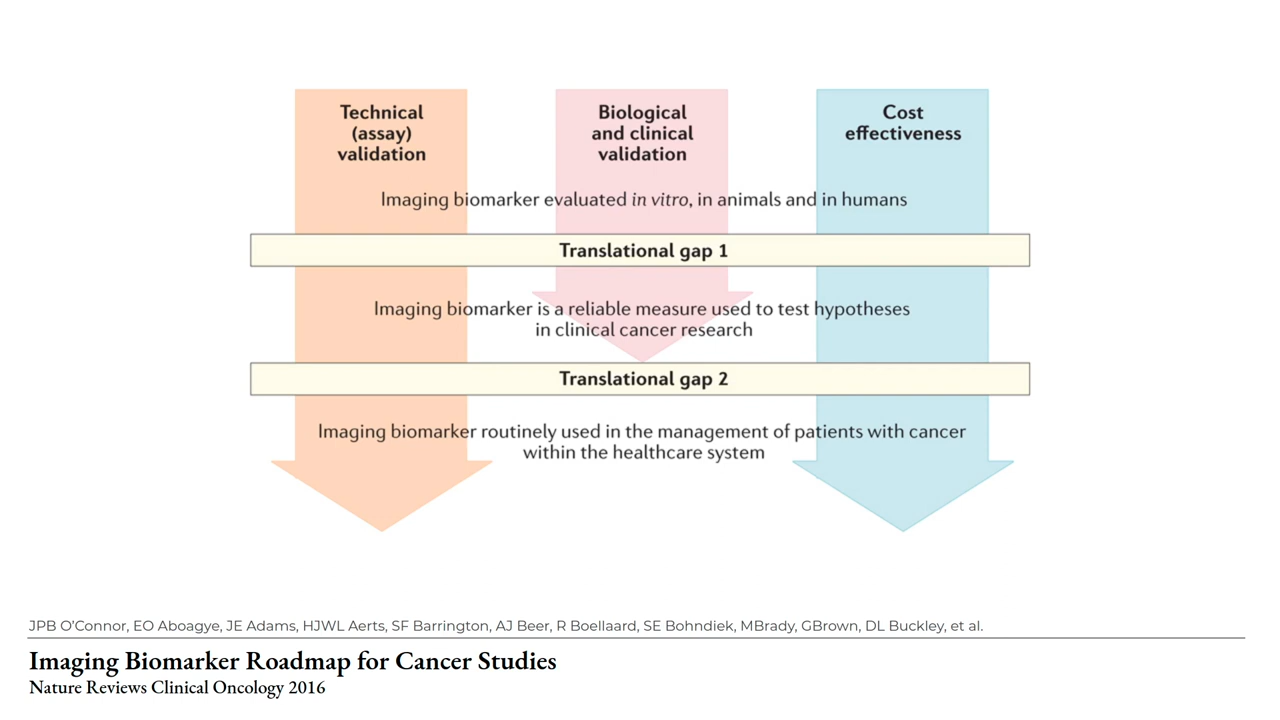 Technical
(assay)
validation
Biological
and clinical
validation
Cost
effectiveness
Imaging biomarker evaluated in vitro, in animals and in humans
Translational gap 1
Imaging biomarker is a reliable measure used to test hypotheses
in clinical cancer research
Translational gap 2
Imaging biomarker routinely used in the management of patients with cancer
within the healthcare system
JPB O’Connor, EO Aboagye, JE Adams, HJWL Aerts, SF Barrington, AJ Beer, R Boellaard, SE Bohndiek, MBrady, GBrown, DL Buckley, et al.
Imaging Biomarker Roadmap for Cancer Studies
Nature Reviews Clinical Oncology 2016